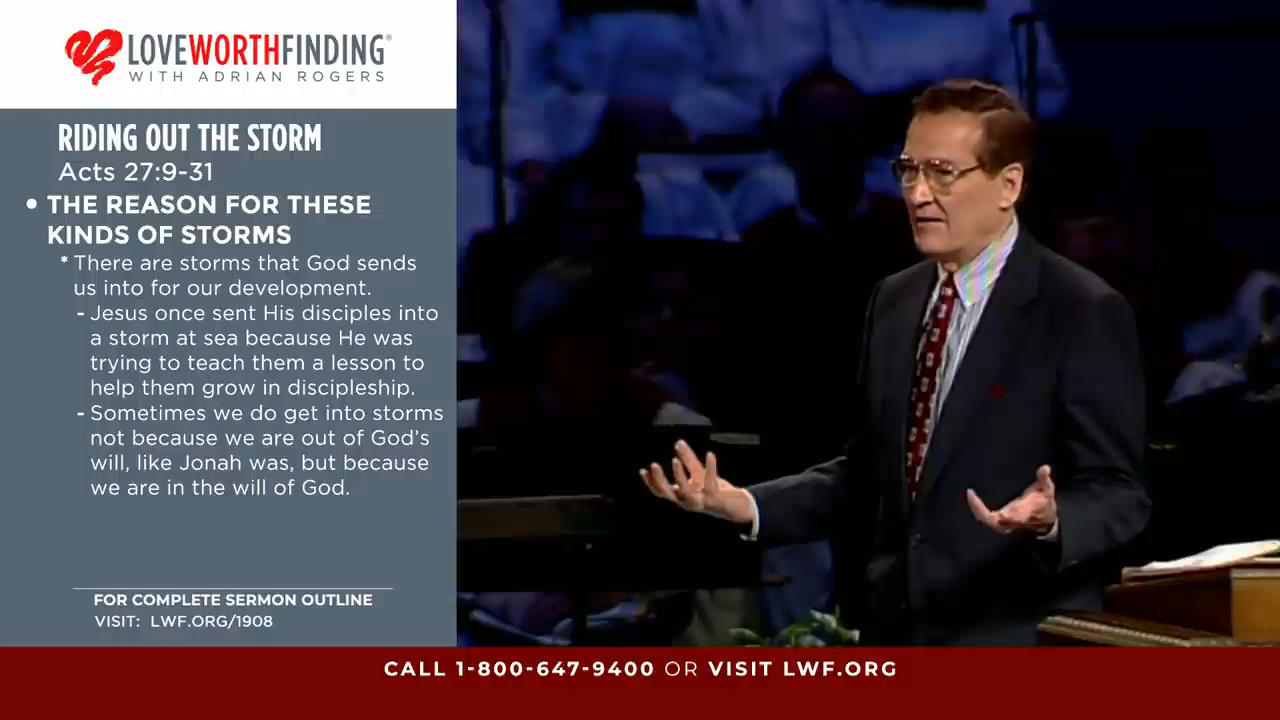 LOVEWORTHFINDING®
WITH ADRIAN ROGERS
RIDING OUT THE STORM
Acts 27:9-31
• THE REASON FOR THESE
KINDS OF STORMS
* There are storms that God sends
us into for our development.
- Jesus once sent His disciples into
a storm at sea because He was
trying to teach them a lesson to
help them grow in discipleship.
- Sometimes we do get into storms
not because we are out of God's
will, like Jonah was, but because
we are in the will of God.
FOR COMPLETE SERMON OUTLINE
VISIT: LWF.ORG/1908
CALL 1-800-647-9400 OR VISIT LWF.ORG